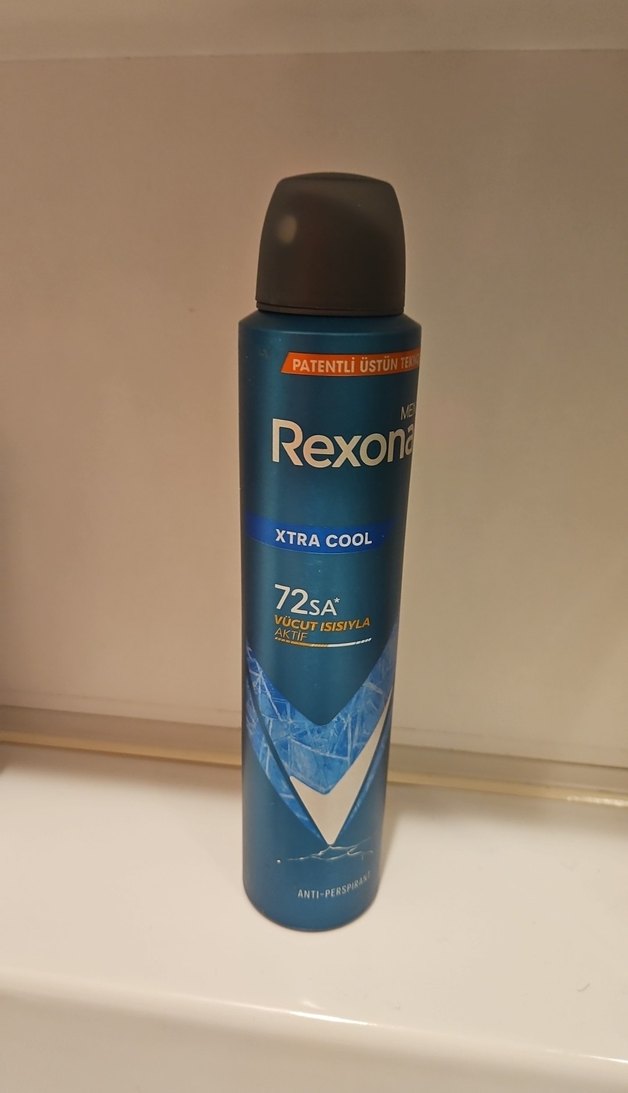 PATENTLİ ÜSTÜN
MEN
Rexona
XTRA COOL
72SA*
VÜCUT ISISIYLA
AKTİF
ANTI-PERSPIRANT